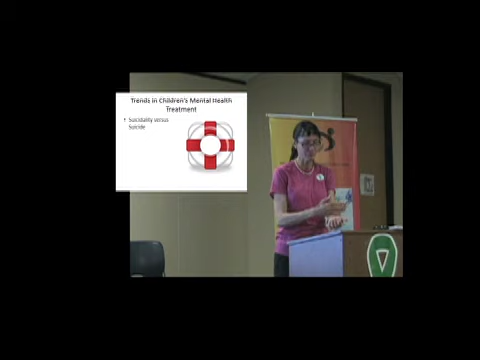 Trends in Children's Mental Health
Treatment
• Suicidality versus
Suicide